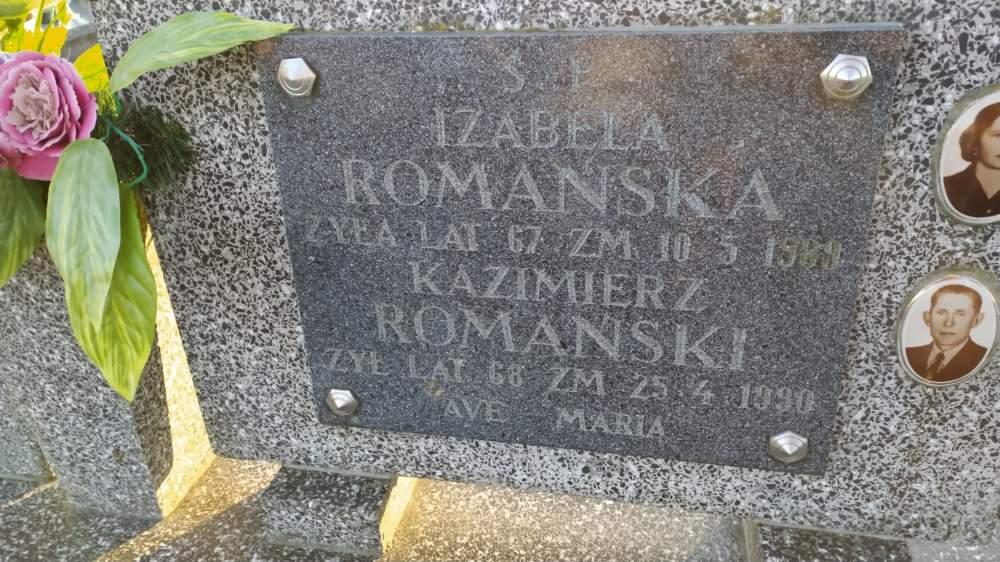 Ś P
IZABELA
ROMAŃSKA
ŻYŁA LAT 67 ZM 10 5 1989
KAZIMIERZ
ROMAŃSKI
ŻYŁ LAT 68 ZM 25 4 1990
AVE MARIA